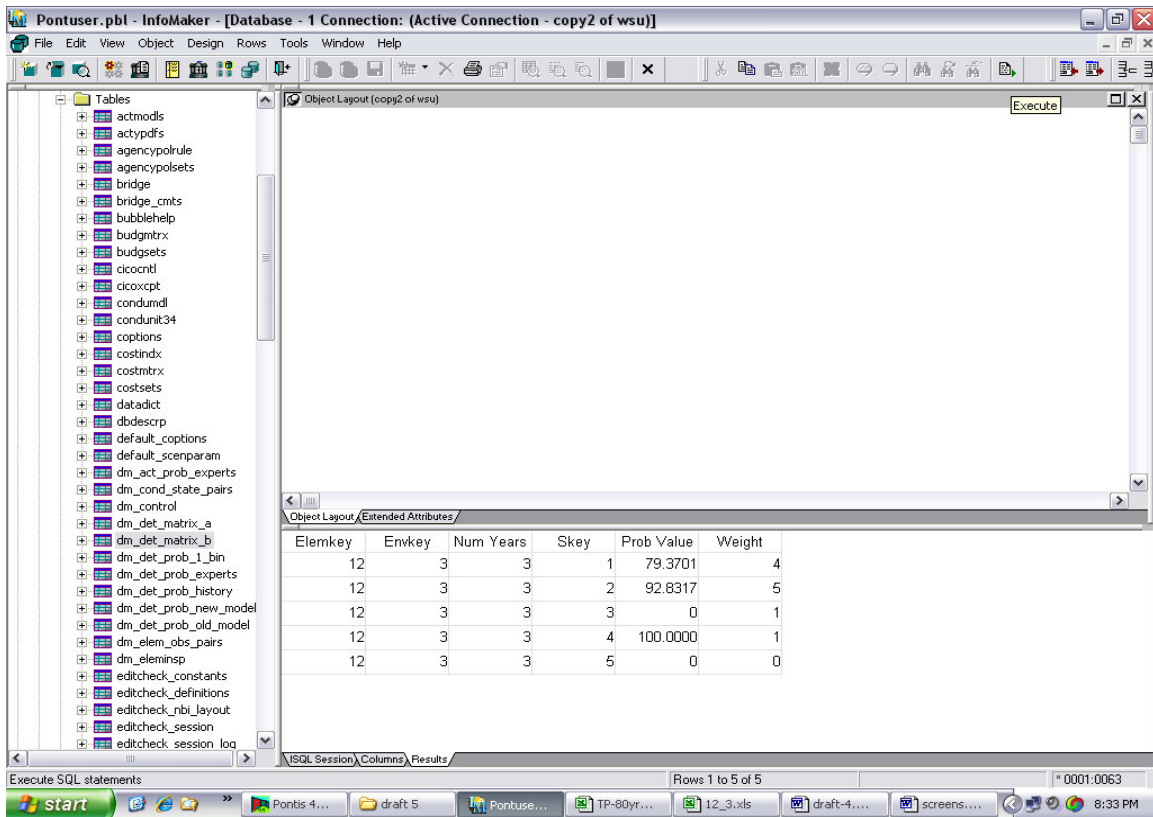 Pontuser.pbl - InfoMaker - [Database - 1 Connection: (Active Connection - copy2 of wsu)]
File Edit View Object Design Rows Tools Window Help
Tables
actmodls
actypdfs
agencypolrule
agencypolsets
bridge
bridge_cmts
bubblehelp
budgmtrx
budgsets
cicocntl
cicoxcpt
condumdl
condunit34
coptions
costindx
costmtrx
costsets
datadict
dbdescrp
default_coptions
default_scenparam
dm_act_prob_experts
dm_cond_state_pairs
dm_control
dm_det_matrix_a
dm_det_matrix_b
dm_det_prob_1_bin
dm_det_prob_experts
dm_det_prob_history
dm_det_prob_new_model
dm_det_prob_old_model
dm_elem_obs_pairs
dm_eleminsp
editcheck_constants
editcheck_definitions
editcheck_nbi_layout
editcheck_session
editcheck_session_log
Object Layout (copy2 of wsu)
Execute
Object Layout Extended Attributes
Elemkey Envkey Num Years Skey Prob Value Weight
12 3 3 1 79.3701 4
12 3 3 2 92.8317 5
12 3 3 3 0 1
12 3 3 4 100.0000 1
12 3 3 5 0 0
ISQL Session Columns Results
Execute SQL statements Rows 1 to 5 of 5 * 0001:0063
start » Pontis 4... draft 5 Pontuse... TP-80yr... 12_3.xls draft-4.... screens.... 8:33 PM